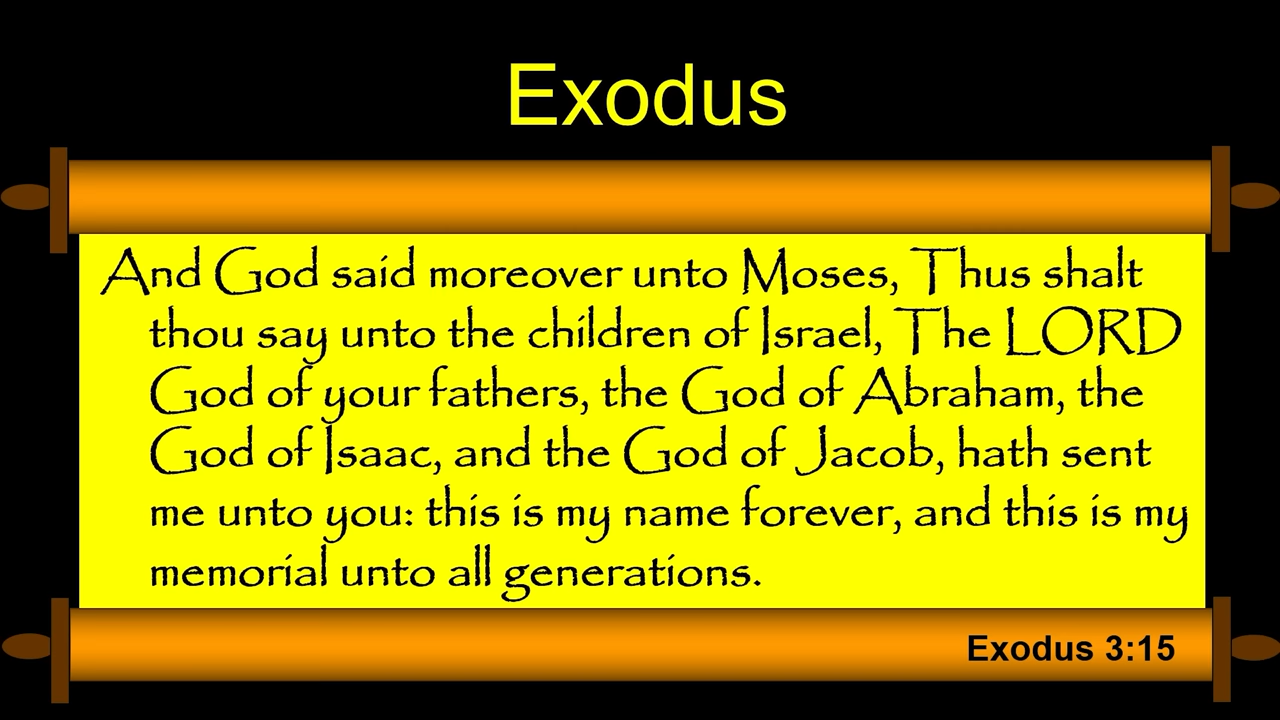 Exodus
And God said moreover unto Moses, Thus shalt
thou say unto the children of Israel, The LORD
God of your fathers, the God of Abraham, the
God of Isaac, and the God of Jacob, hath sent
me unto you: this is my name forever, and this is my
memorial unto all generations.
Exodus 3:15